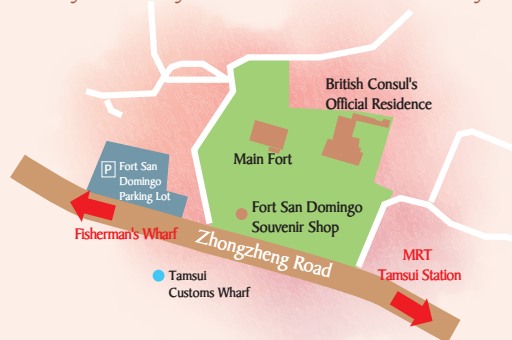 British Consul's
Official Residence
Main Fort
P
Fort San
Domingo
Parking Lot
Fort San Domingo
Souvenir Shop
Fisherman's Wharf
Zhongzheng Road
MRT
Tamsui Station
Tamsui
Customs Wharf